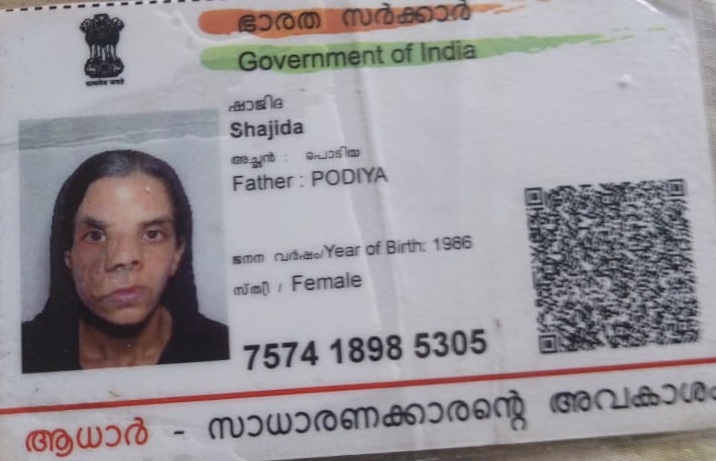 ഭാരത സർക്കാർ
Government of India
ഷാജിദ
Shajida
അച്ഛൻ : പൊടിയ
Father : PODIYA
ജനന വർഷം/Year of Birth: 1986
സ്ത്രീ / Female
7574 1898 5305
ആധാർ - സാധാരണക്കാരന്റെ അവകാശം